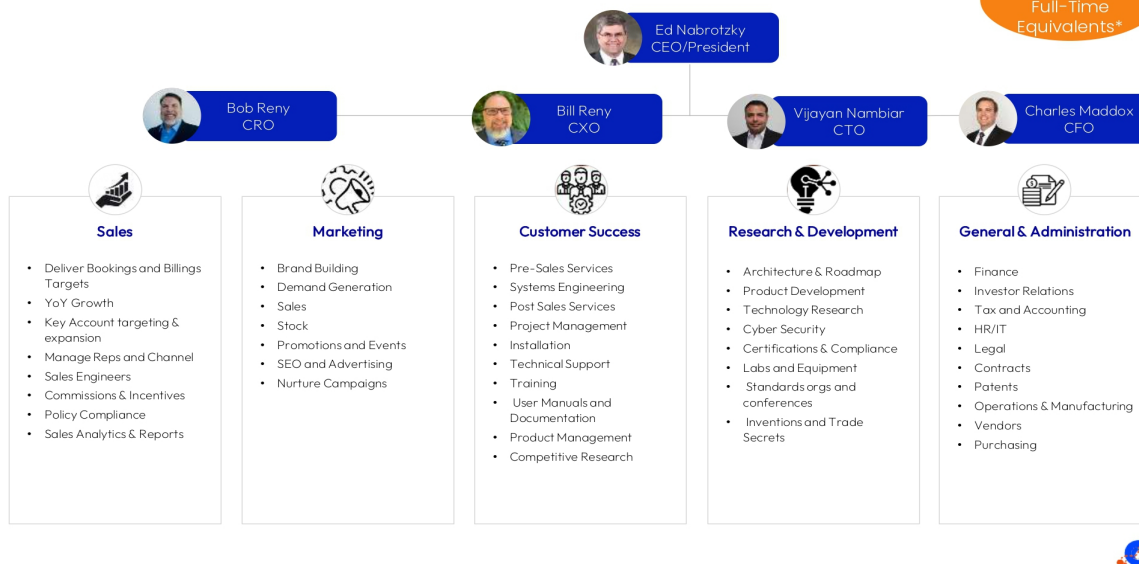 Full-Time
Equivalents*
Ed Nabrotzky
CEO/President
Bob Reny
CRO
Bill Reny
CXO
Vijayan Nambiar
CTO
Charles Maddox
CFO
Sales
• Deliver Bookings and Billings
Targets
• YoY Growth
• Key Account targeting &
expansion
• Manage Reps and Channel
• Sales Engineers
• Commissions & Incentives
• Policy Compliance
• Sales Analytics & Reports
Marketing
• Brand Building
• Demand Generation
• Sales
• Stock
• Promotions and Events
• SEO and Advertising
• Nurture Campaigns
Customer Success
• Pre-Sales Services
• Systems Engineering
• Post Sales Services
• Project Management
• Installation
• Technical Support
• Training
• User Manuals and
Documentation
• Product Management
• Competitive Research
Research & Development
• Architecture & Roadmap
• Product Development
• Technology Research
• Cyber Security
• Certifications & Compliance
• Labs and Equipment
• Standards orgs and
conferences
• Inventions and Trade
Secrets
General & Administration
• Finance
• Investor Relations
• Tax and Accounting
• HR/IT
• Legal
• Contracts
• Patents
• Operations & Manufacturing
• Vendors
• Purchasing